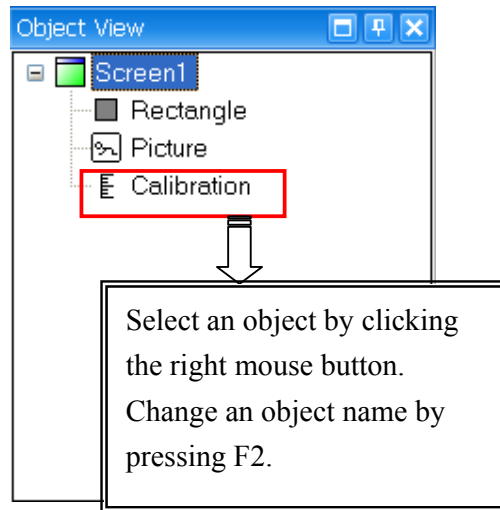 Object View
Screen1
Rectangle
Picture
Calibration
Select an object by clicking
the right mouse button.
Change an object name by
pressing F2.